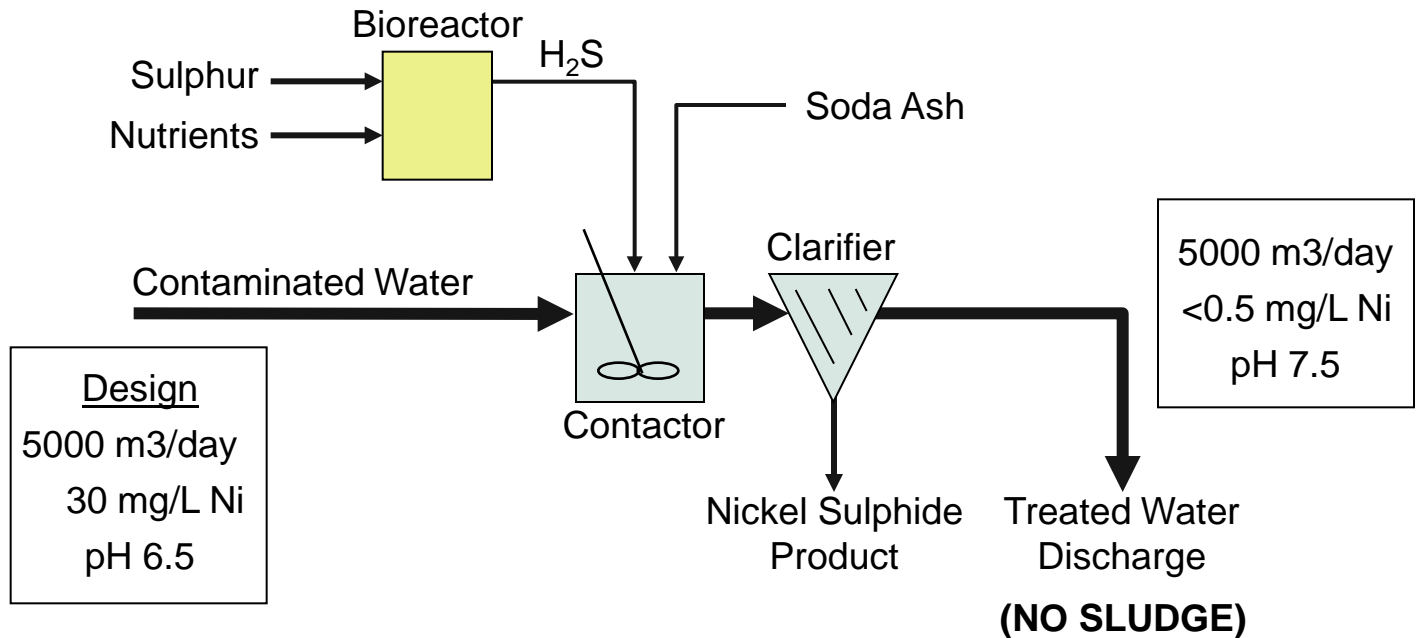 Bioreactor
Sulphur
H₂S
Nutrients
Soda Ash
Contaminated Water
Clarifier
5000 m3/day
<0.5 mg/L Ni
pH 7.5
Design
5000 m3/day
30 mg/L Ni
pH 6.5
Contactor
Nickel Sulphide
Product
Treated Water
Discharge
(NO SLUDGE)